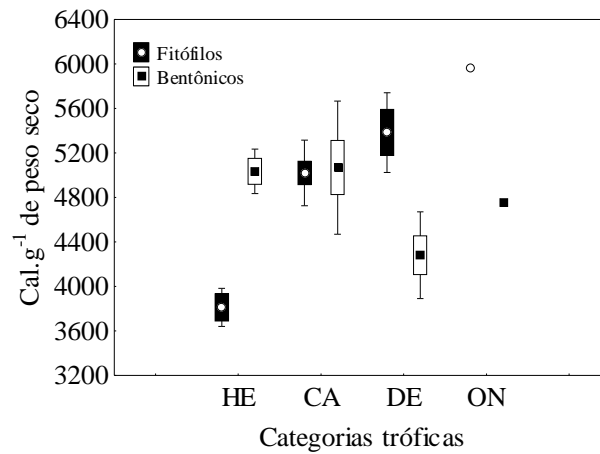 6400
6000
5600
5200
4800
4400
4000
3600
3200
Cal.g⁻¹ de peso seco
Fitófilos
Bentônicos
HE CA DE ON
Categorias tróficas